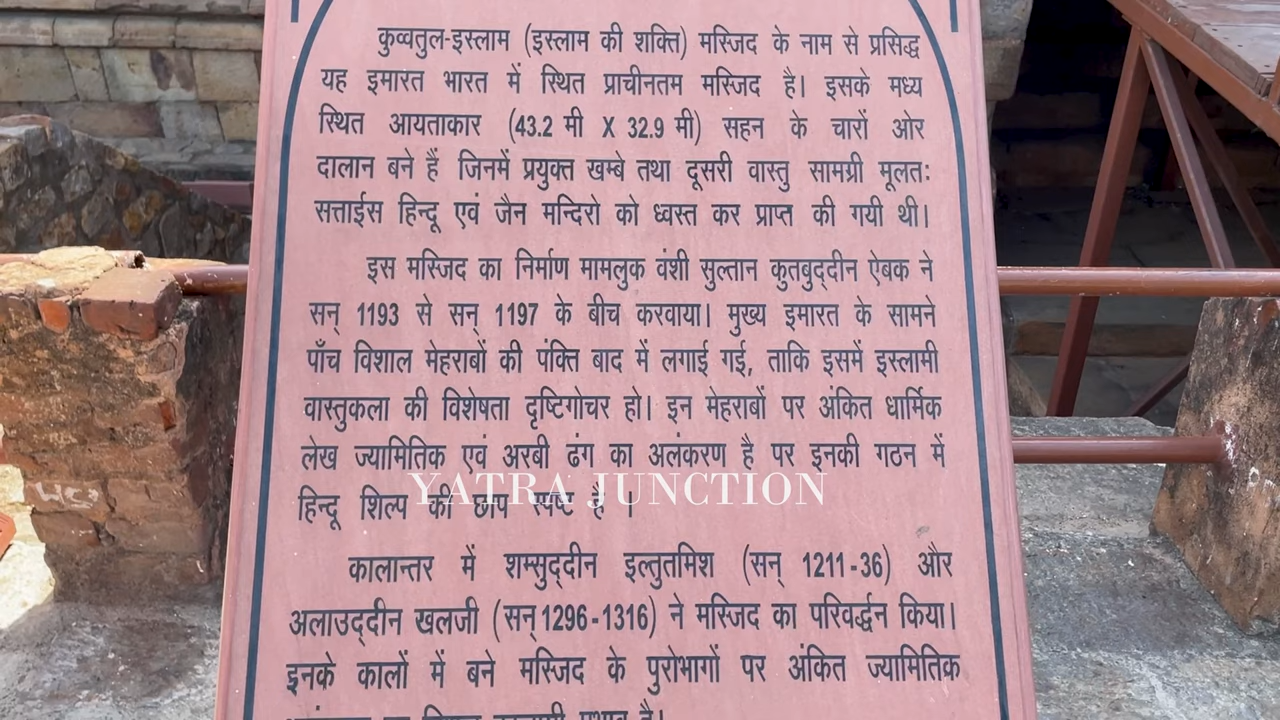 कुव्वतुल-इस्लाम (इस्लाम की शक्ति) मस्जिद के नाम से प्रसिद्ध
यह इमारत भारत में स्थित प्राचीनतम मस्जिद है। इसके मध्य
स्थित आयताकार (43.2 मी X 32.9 मी) सहन के चारों ओर
दालान बने हैं जिनमें प्रयुक्त खम्बे तथा दूसरी वास्तु सामग्री मूलतः
सत्ताईस हिन्दू एवं जैन मन्दिरो को ध्वस्त कर प्राप्त की गयी थी।
इस मस्जिद का निर्माण मामलुक वंशी सुल्तान कुतबुद्दीन ऐबक ने
सन् 1193 से सन् 1197 के बीच करवाया। मुख्य इमारत के सामने
पाँच विशाल मेहराबों की पंक्ति बाद में लगाई गई, ताकि इसमें इस्लामी
वास्तुकला की विशेषता दृष्टिगोचर हो। इन मेहराबों पर अंकित धार्मिक
लेख ज्यामितिक एवं अरबी ढंग का अलंकरण है पर इनकी गठन में
हिन्दू शिल्प की छाप स्पष्ट है ।
YATRA JUNCTION
कालान्तर में शम्सुद्दीन इल्तुतमिश (सन् 1211-36) और
अलाउद्दीन खलजी (सन् 1296-1316) ने मस्जिद का परिवर्द्धन किया।
इनके कालों में बने मस्जिद के पुरोभागों पर अंकित ज्यामितिक